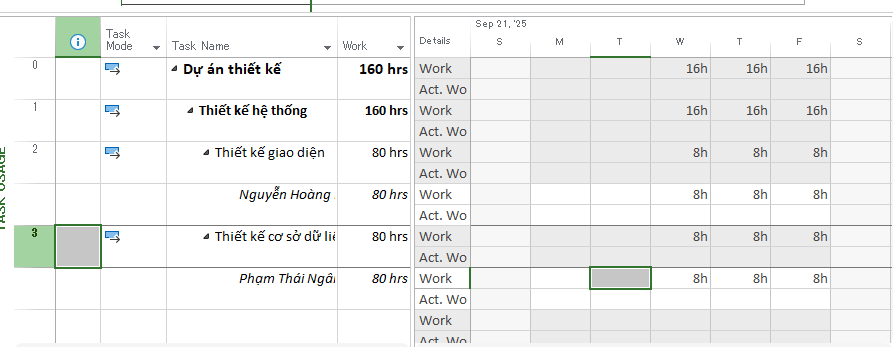 Sep 21, '25
Task Mode Task Name Work Details S M T W T F S
0 Dự án thiết kế 160 hrs Work 16h 16h 16h
Act. Wo
1 Thiết kế hệ thống 160 hrs Work 16h 16h 16h
Act. Wo
2 Thiết kế giao diện 80 hrs Work 8h 8h 8h
Act. Wo
Nguyễn Hoàng 80 hrs Work 8h 8h 8h
Act. Wo
3 Thiết kế cơ sở dữ liệ 80 hrs Work 8h 8h 8h
Act. Wo
Phạm Thái Ngâ 80 hrs Work 8h 8h 8h
Act. Wo
Work
Act. Wo
TASK USAGE